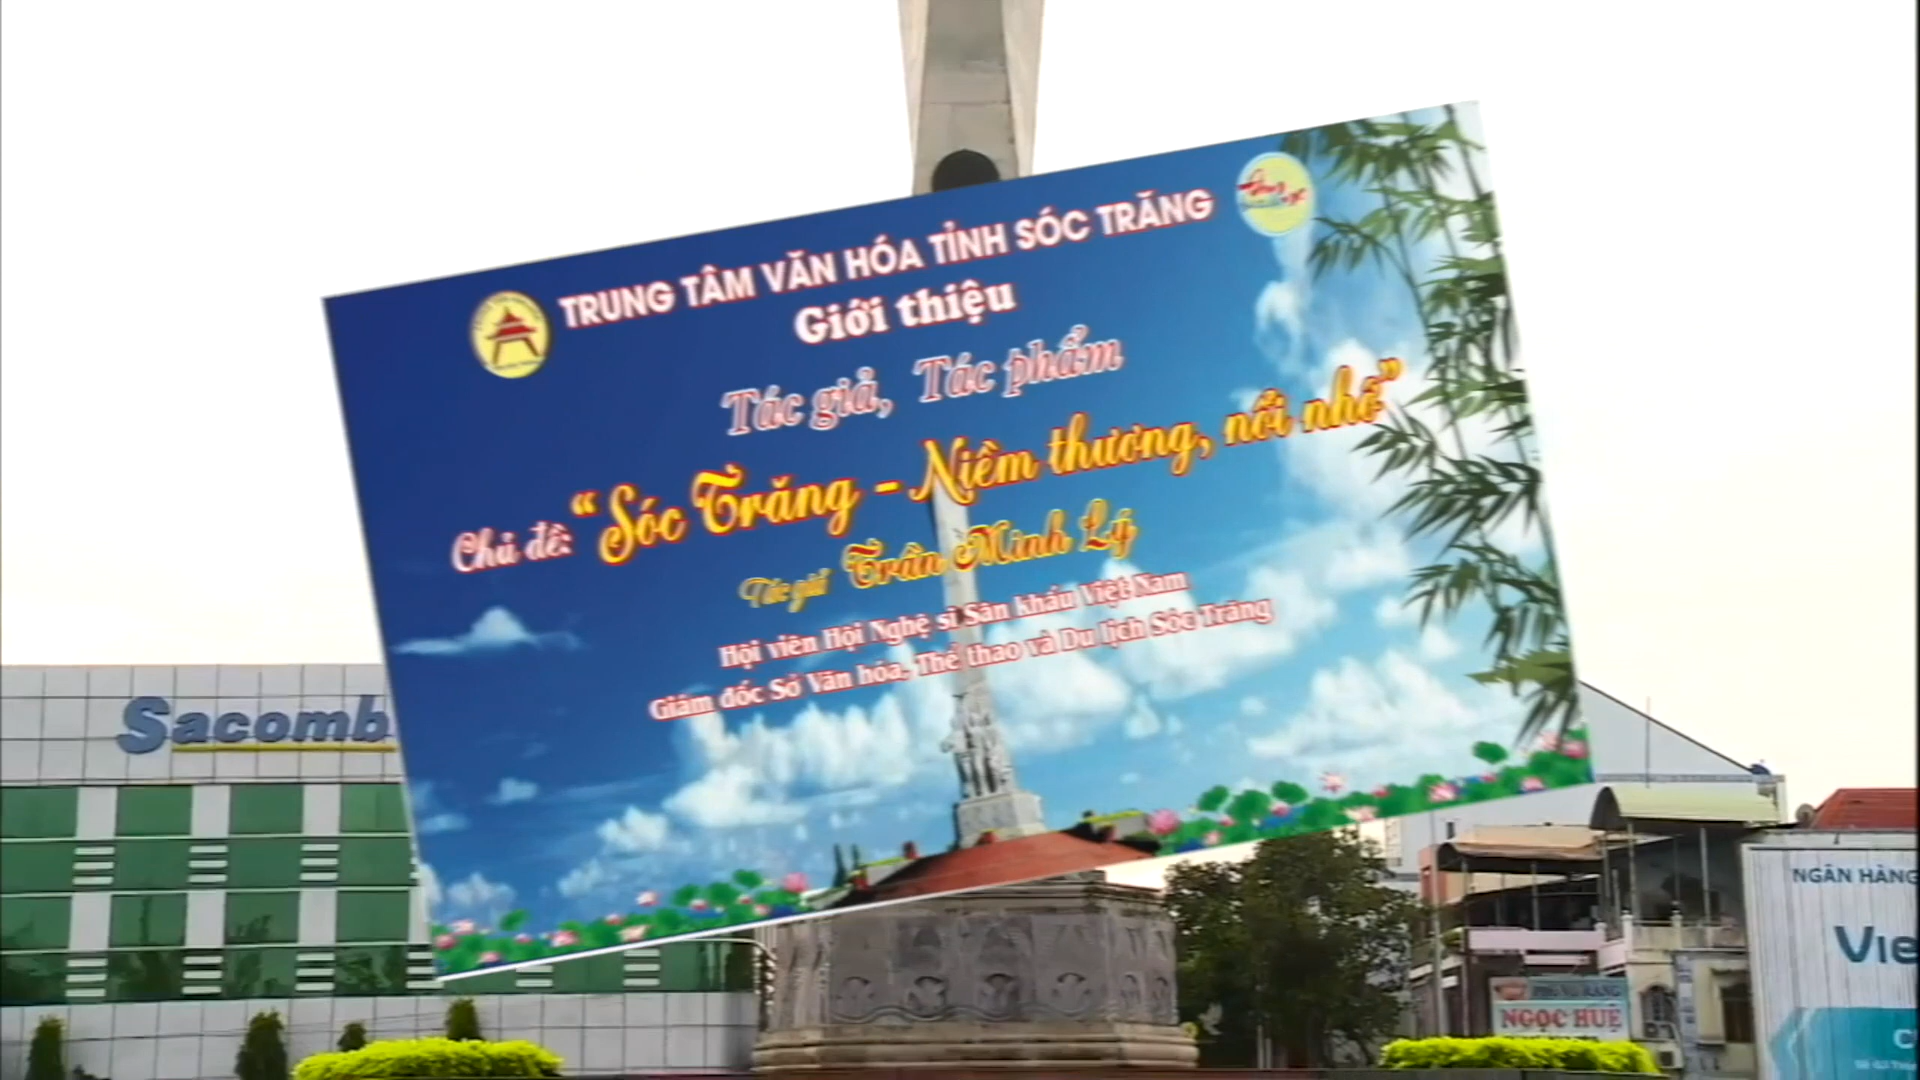 TRUNG TÂM VĂN HÓA TỈNH SÓC TRĂNG
Giới thiệu
Tác giả, Tác phẩm
Chủ đề: “Sóc Trăng - Niềm thương, nỗi nhớ”
Tác giả Trần Minh Lý
Hội viên Hội Nghệ sĩ Sân khấu Việt Nam
Giám đốc Sở Văn hóa, Thể thao và Du lịch Sóc Trăng
Sacomb
NGÂN HÀNG
Vie
NGỌC HUỆ